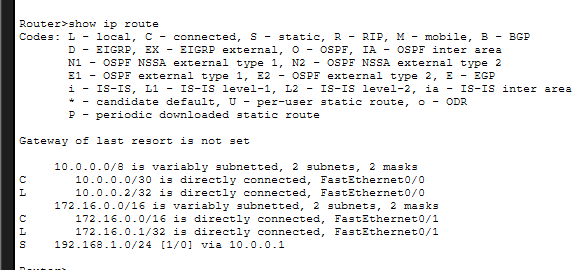 Router>show ip route
Codes: L - local, C - connected, S - static, R - RIP, M - mobile, B - BGP
D - EIGRP, EX - EIGRP external, O - OSPF, IA - OSPF inter area
N1 - OSPF NSSA external type 1, N2 - OSPF NSSA external type 2
E1 - OSPF external type 1, E2 - OSPF external type 2, E - EGP
i - IS-IS, L1 - IS-IS level-1, L2 - IS-IS level-2, ia - IS-IS inter area
* - candidate default, U - per-user static route, o - ODR
P - periodic downloaded static route
Gateway of last resort is not set
10.0.0.0/8 is variably subnetted, 2 subnets, 2 masks
C 10.0.0.0/30 is directly connected, FastEthernet0/0
L 10.0.0.2/32 is directly connected, FastEthernet0/0
172.16.0.0/16 is variably subnetted, 2 subnets, 2 masks
C 172.16.0.0/16 is directly connected, FastEthernet0/1
L 172.16.0.1/32 is directly connected, FastEthernet0/1
S 192.168.1.0/24 [1/0] via 10.0.0.1